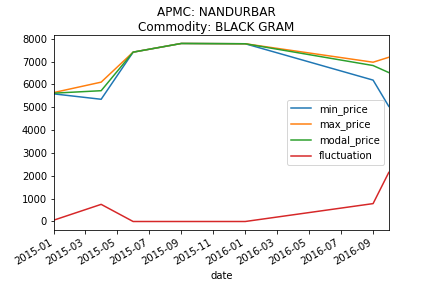 APMC: NANDURBAR
Commodity: BLACK GRAM
8000
7000
6000
5000
4000
3000
2000
1000
0
min_price
max_price
modal_price
fluctuation
2015-01
2015-03
2015-05
2015-07
2015-09
2015-11
2016-01
2016-03
2016-05
2016-07
2016-09
date